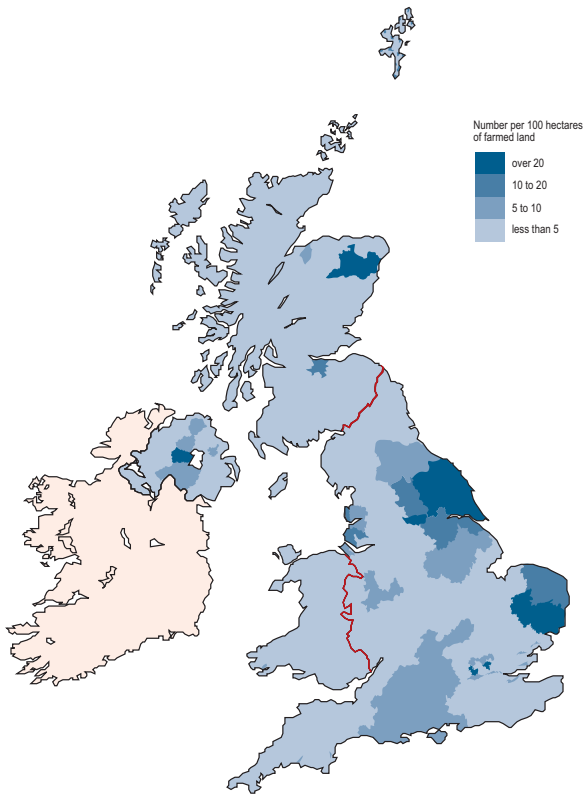 Number per 100 hectares
of farmed land
over 20
10 to 20
5 to 10
less than 5